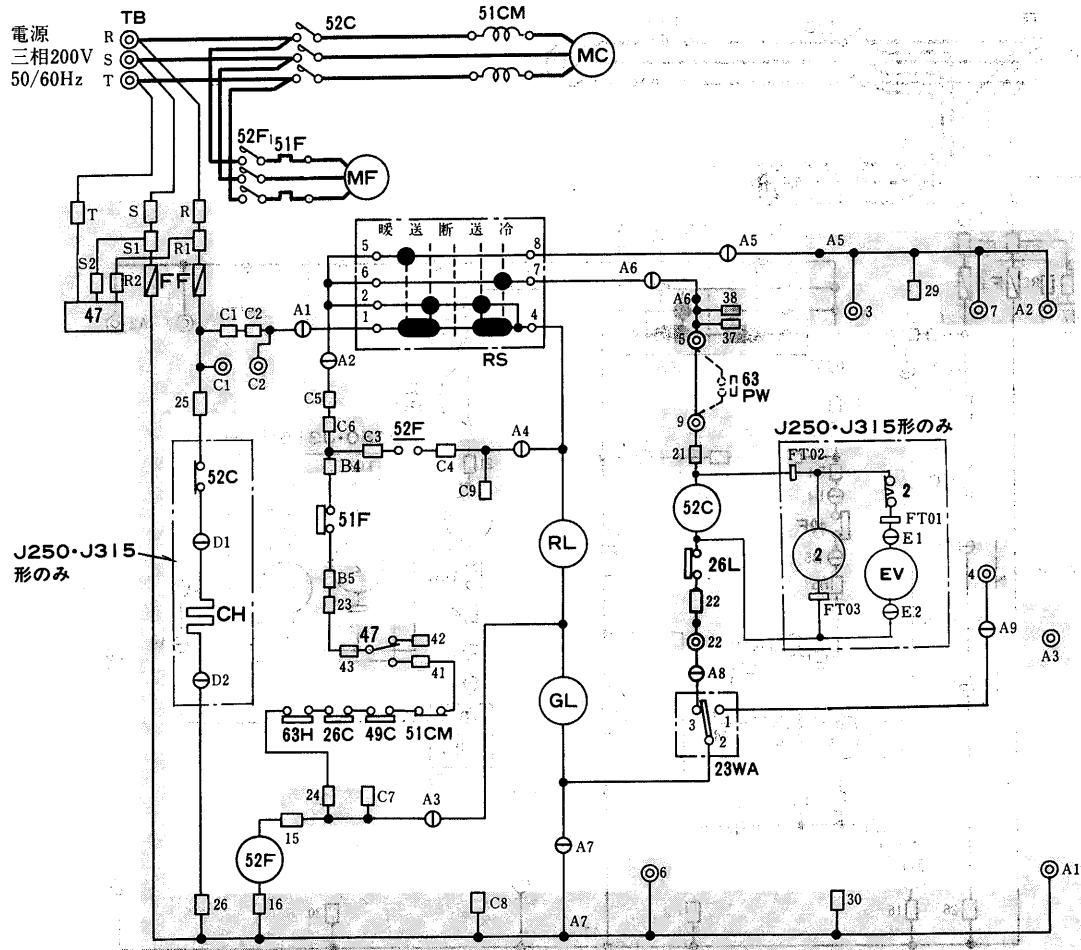 TB
52C
51CM
電源
三相200V
50/60Hz
R
S
T
MC
52F
51F
MF
T
S
R
S1
R1
S2
R2
FF
47
暖 送 断 送 冷
5
8
6
7
2
1
4
RS
C1
C2
A1
A2
C1
C2
A5
A5
A6
A6
38
37
5
3
29
7
A2
63
PW
9
21
25
C5
C6
C3
52F
C4
A4
C9
B4
J250・J315形のみ
FT02
2
FT01
E1
2
EV
FT03
E2
52C
51F
52C
26L
RL
D1
J250・J315
形のみ
CH
B5
23
22
22
4
A9
A3
47
42
43
41
A8
D2
GL
3
1
2
23WA
63H
26C
49C
51CM
24
C7
A3
15
52F
A7
6
A1
26
16
C8
A7
30